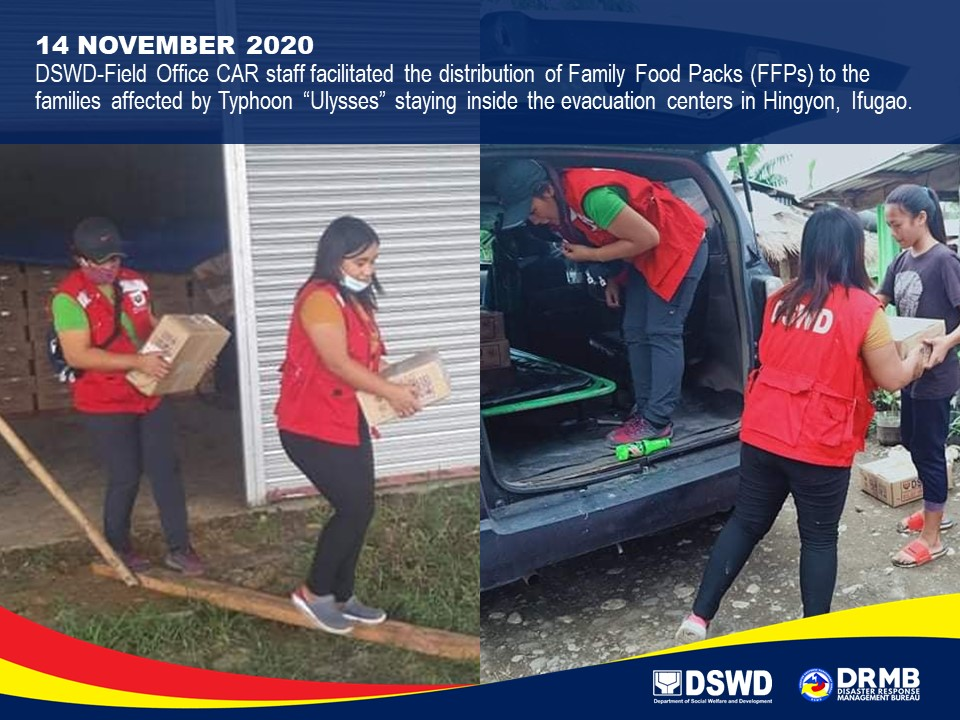 14 NOVEMBER 2020
DSWD-Field Office CAR staff facilitated the distribution of Family Food Packs (FFPs) to the
families affected by Typhoon “Ulysses” staying inside the evacuation centers in Hingyon, Ifugao.
DSWD
DSWD
Department of Social Welfare and Development
DRMB
DISASTER RESPONSE
MANAGEMENT BUREAU